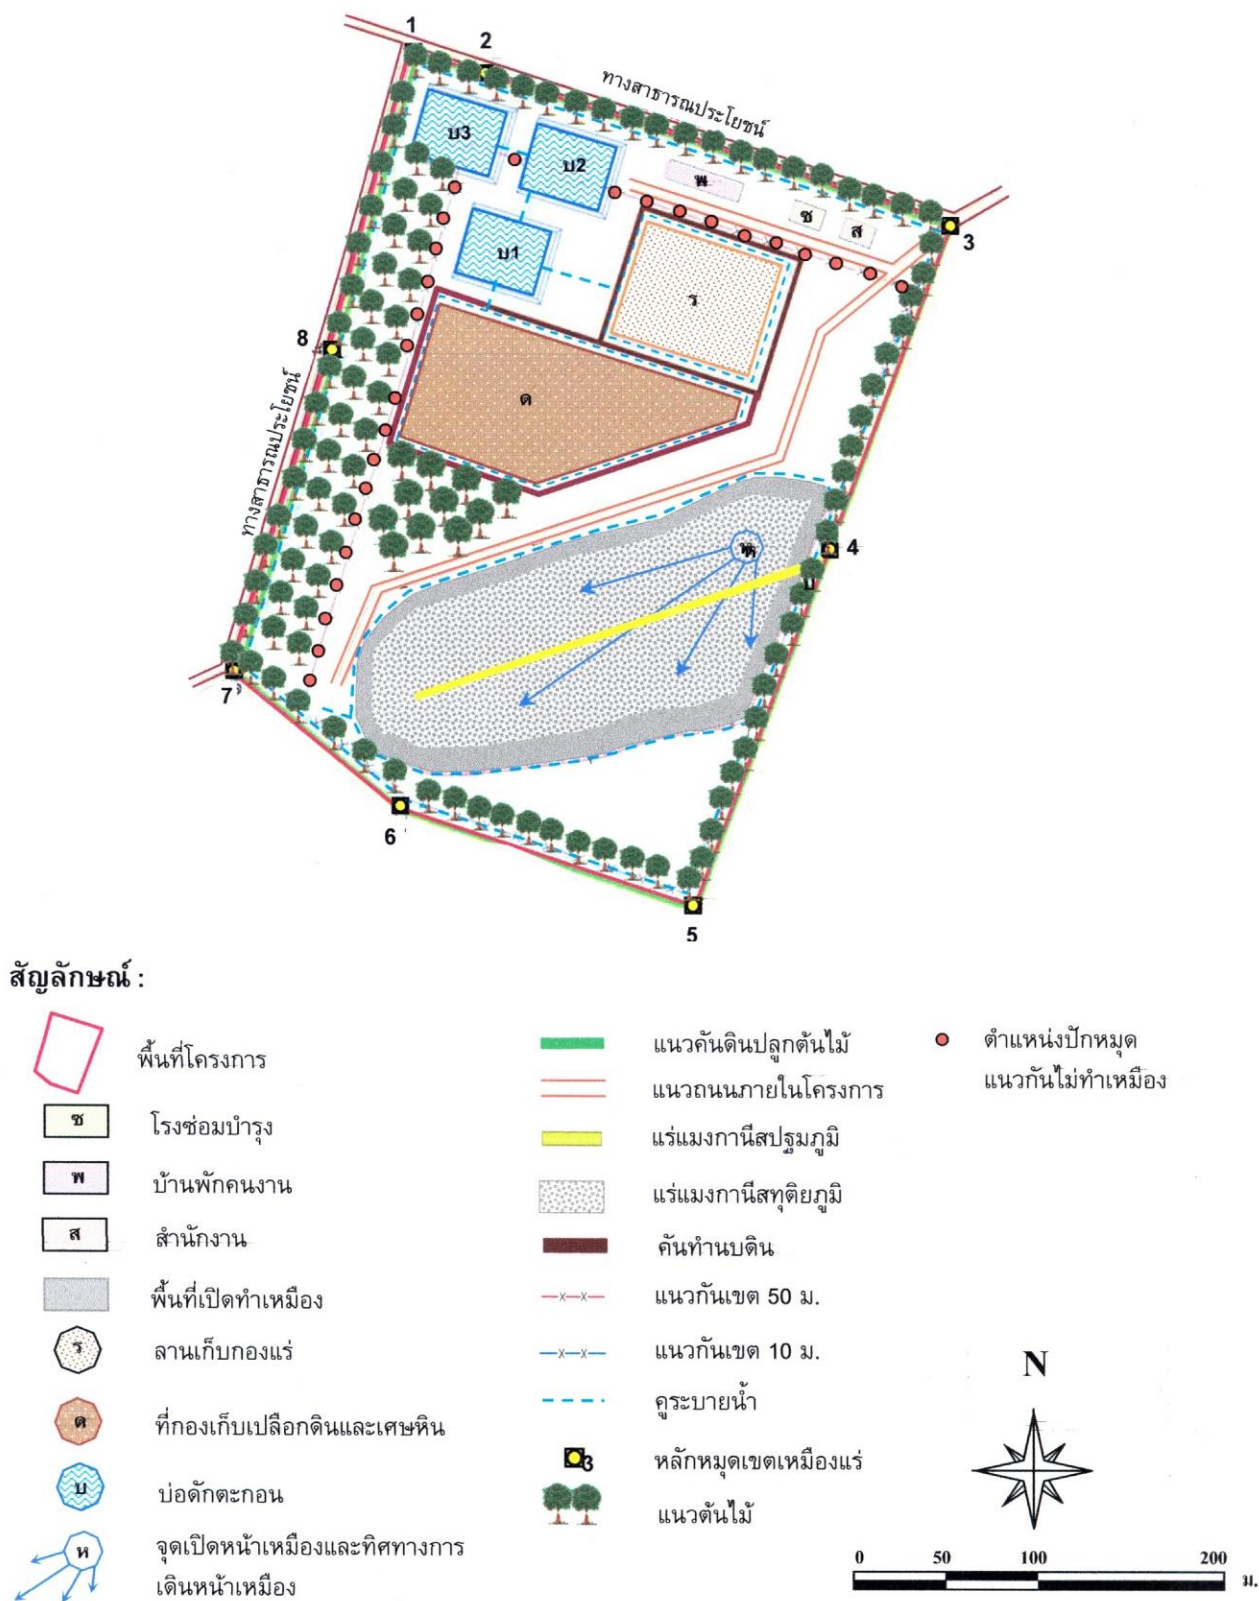 1
2
ทางสาธารณประโยชน์
บ3
บ2
พ
ซ
ส
3
บ1
ร
8
ด
ทางสาธารณประโยชน์
4
บ
7
6
5
สัญลักษณ์ :
พื้นที่โครงการ
ซ โรงซ่อมบำรุง
พ บ้านพักคนงาน
ส สำนักงาน
พื้นที่เปิดทำเหมือง
ร ลานเก็บกองแร่
ด ที่กองเก็บเปลือกดินและเศษหิน
บ บ่อดักตะกอน
ห จุดเปิดหน้าเหมืองและทิศทางการ
เดินหน้าเหมือง
แนวคันดินปลูกต้นไม้
แนวถนนภายในโครงการ
แร่แมงกานีสปฐมภูมิ
แร่แมงกานีสทุติยภูมิ
คันทำนบดิน
แนวกันเขต 50 ม.
แนวกันเขต 10 ม.
คูระบายน้ำ
3 หลักหมุดเขตเหมืองแร่
แนวต้นไม้
ตำแหน่งปักหมุด
แนวกันไม่ทำเหมือง
N
0 50 100 200
ม.